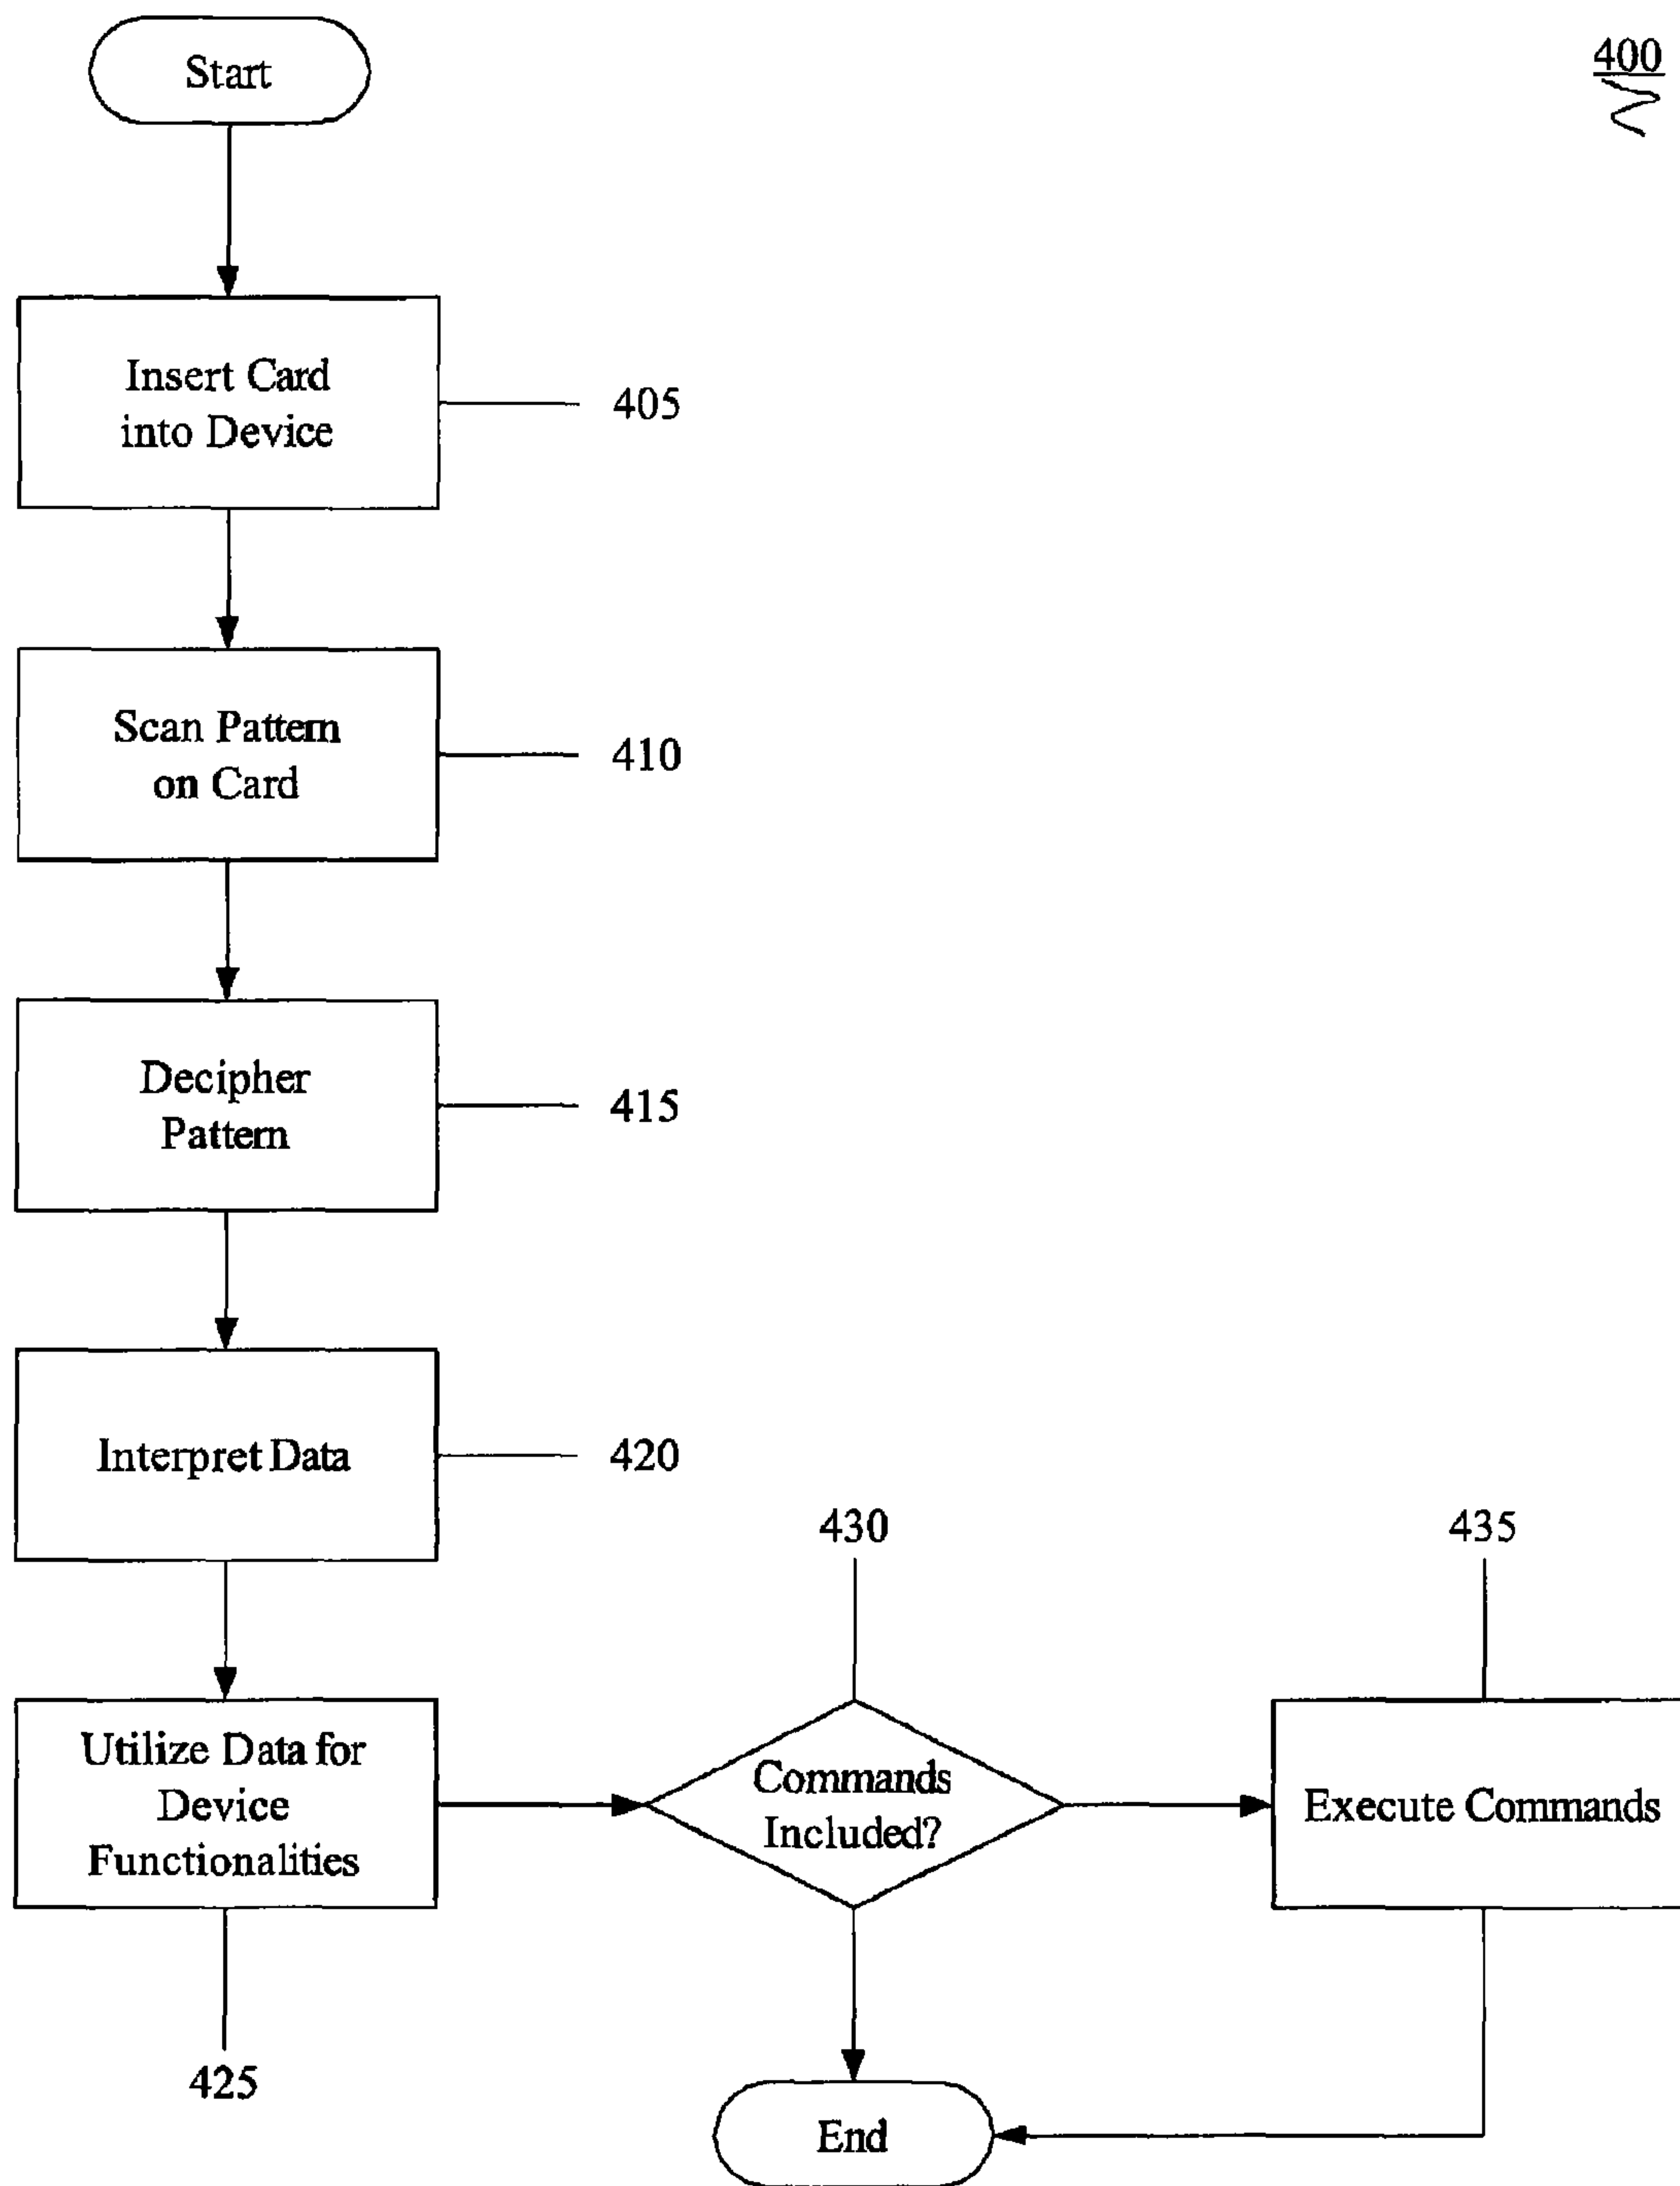 Start
400
Insert Card
into Device
405
Scan Pattern
on Card
410
Decipher
Pattern
415
Interpret Data
420
430
435
Utilize Data for
Device
Functionalities
Commands
Included?
Execute Commands
425
End